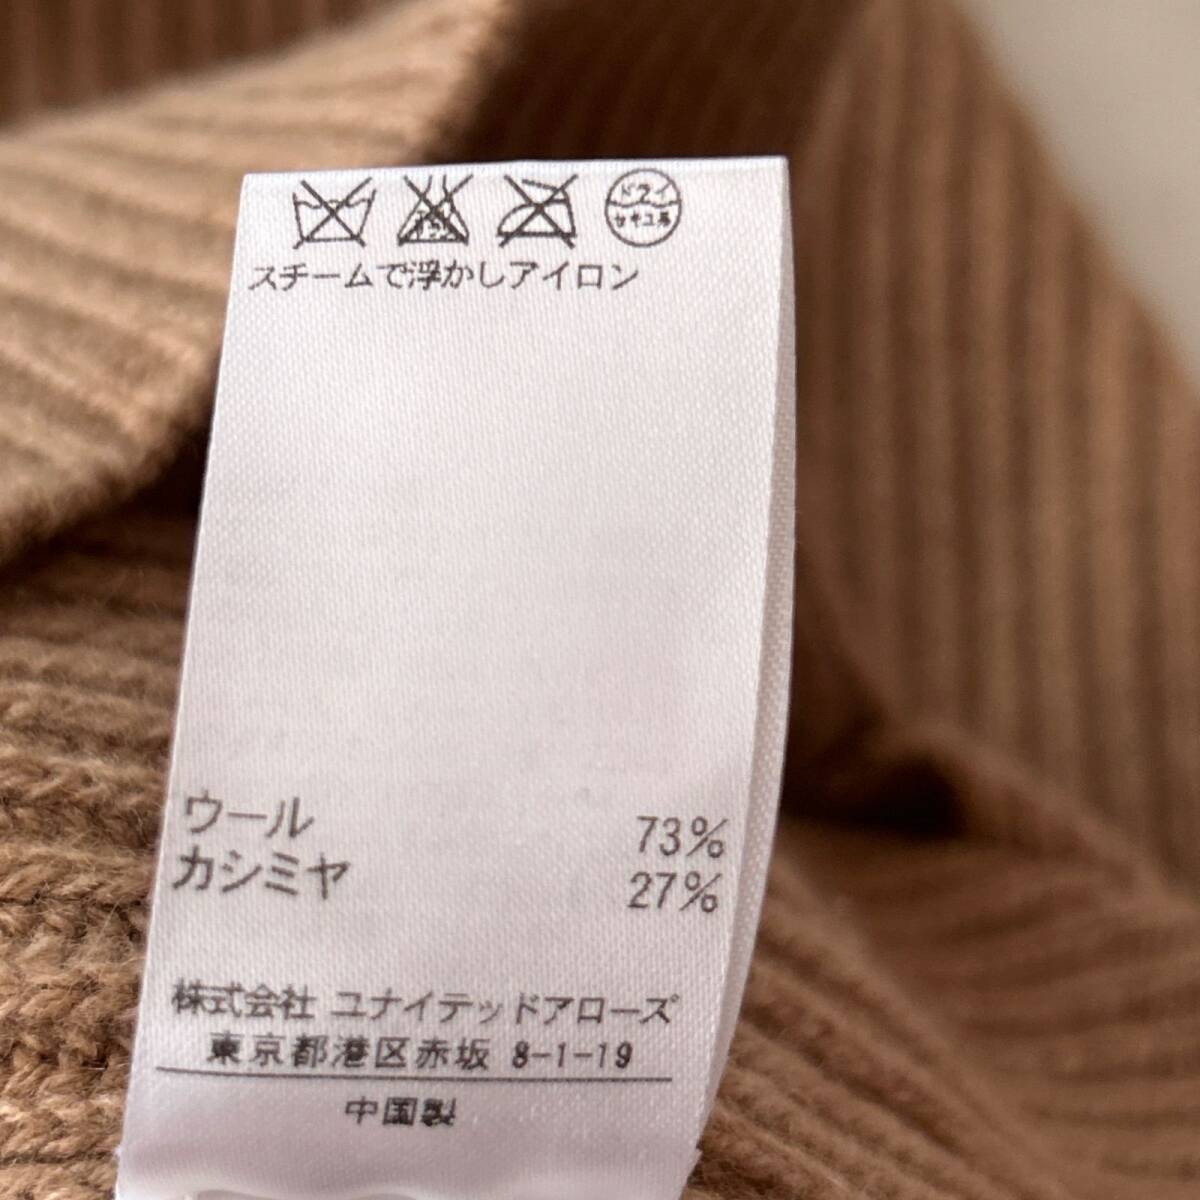 ドライ
セキユ系
スチームで浮かしアイロン
ウール 73%
カシミヤ 27%
株式会社 ユナイテッドアローズ
東京都港区赤坂 8-1-19
中国製